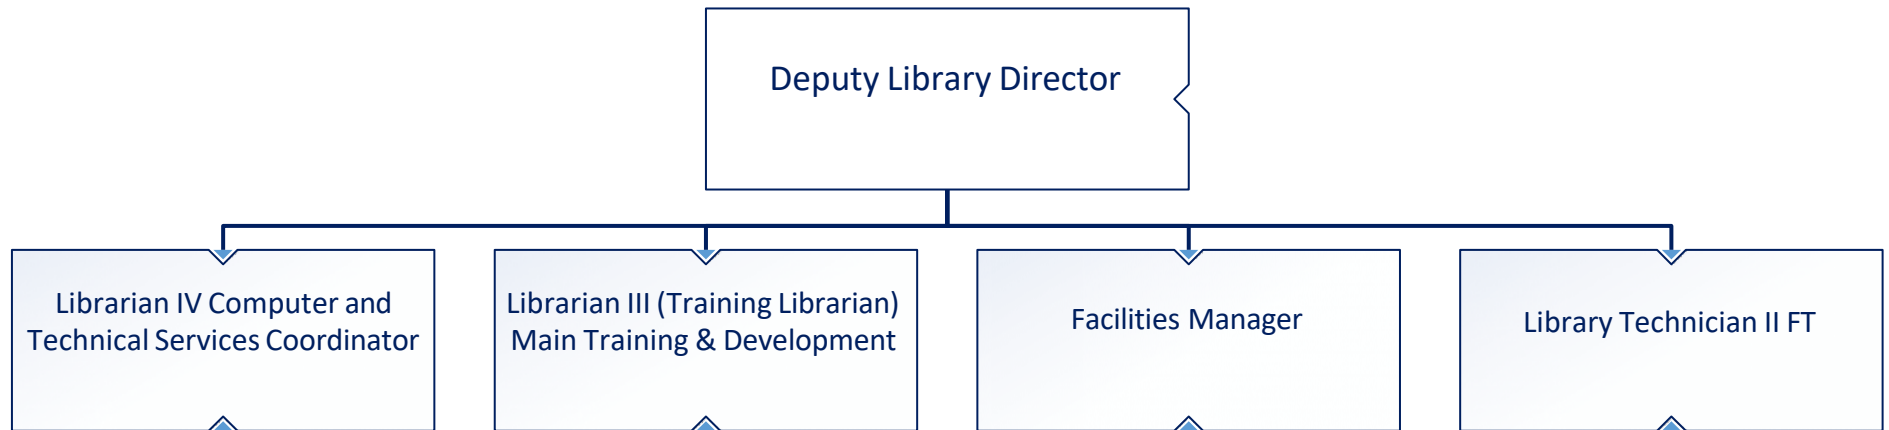 Deputy Library Director
Librarian IV Computer and
Technical Services Coordinator
Librarian III (Training Librarian)
Main Training & Development
Facilities Manager
Library Technician II FT